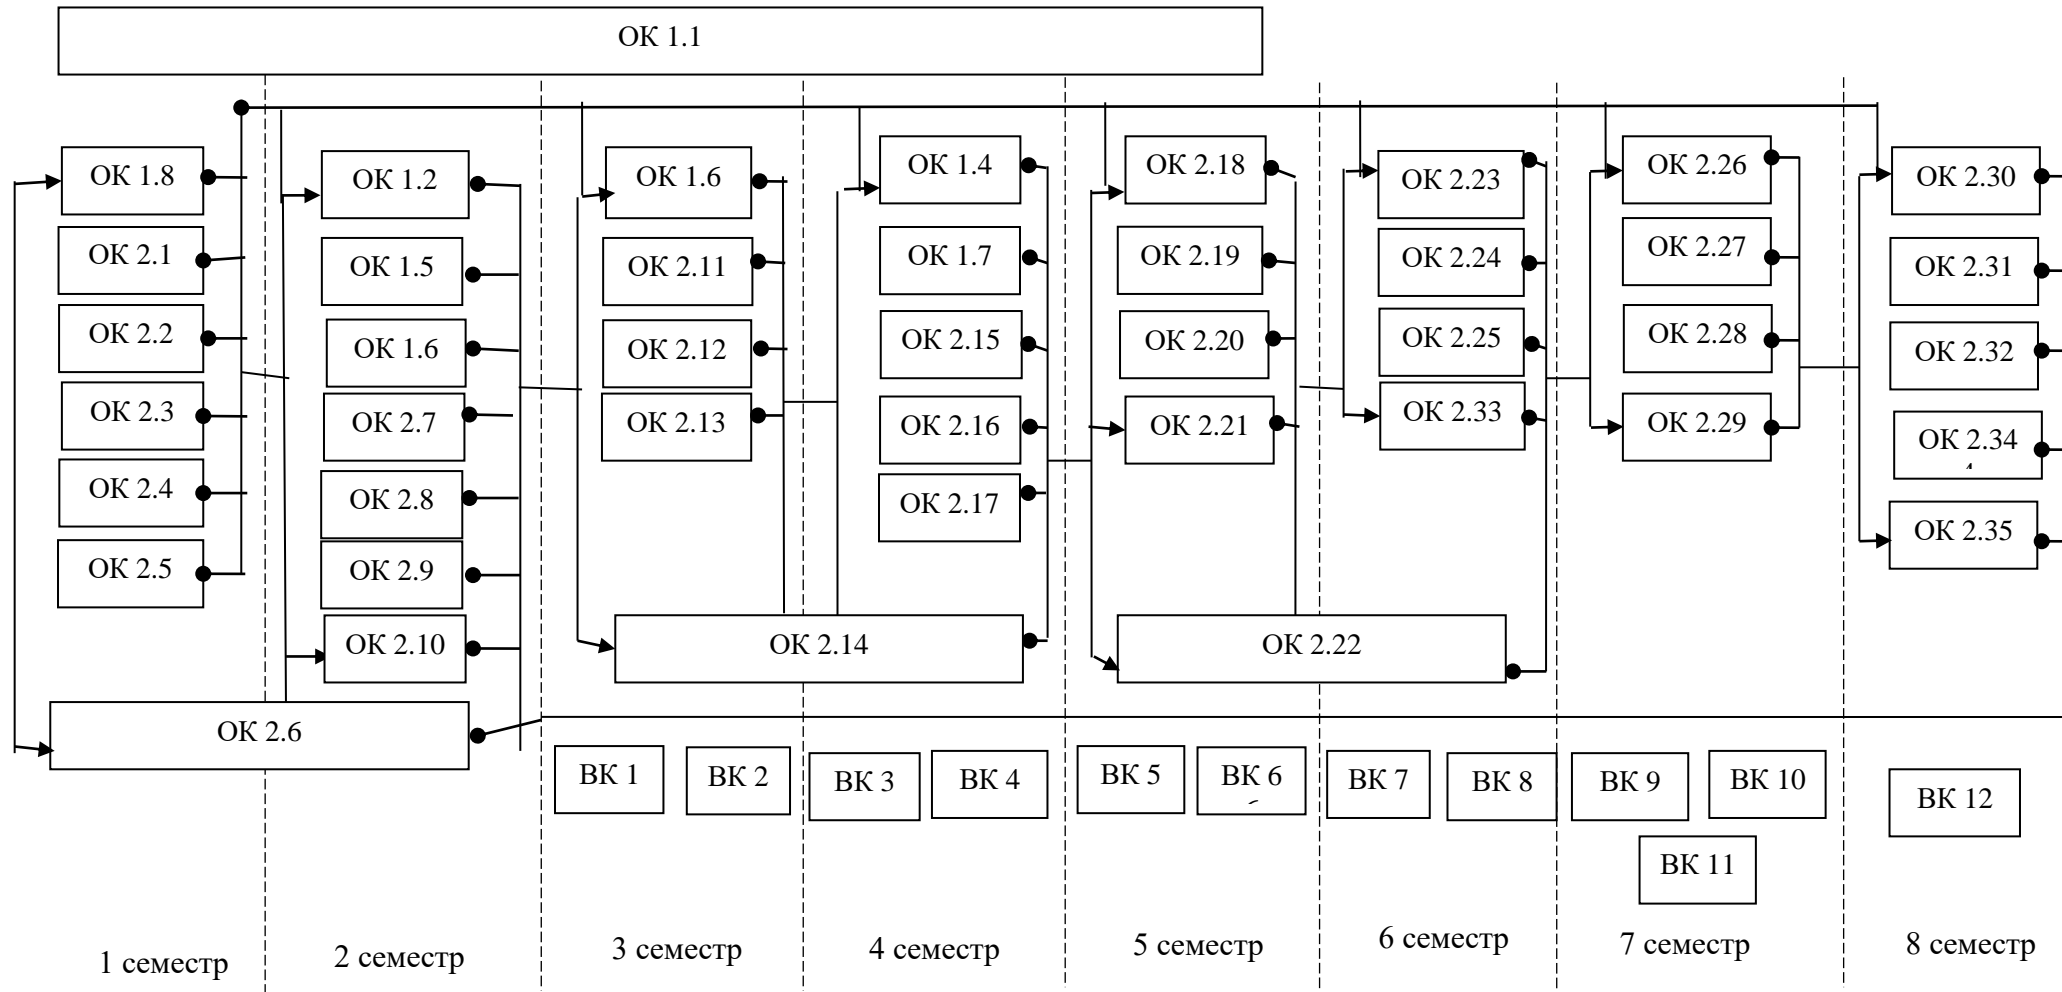 ОК 1.1
ОК 1.8
ОК 2.1
ОК 2.2
ОК 2.3
ОК 2.4
ОК 2.5
ОК 2.6
ОК 1.2
ОК 1.5
ОК 1.6
ОК 2.7
ОК 2.8
ОК 2.9
ОК 2.10
ОК 1.6
ОК 2.11
ОК 2.12
ОК 2.13
ОК 2.14
ОК 1.4
ОК 1.7
ОК 2.15
ОК 2.16
ОК 2.17
ОК 2.18
ОК 2.19
ОК 2.20
ОК 2.21
ОК 2.22
ОК 2.23
ОК 2.24
ОК 2.25
ОК 2.33
ОК 2.26
ОК 2.27
ОК 2.28
ОК 2.29
ОК 2.30
ОК 2.31
ОК 2.32
ОК 2.34
ОК 2.35
ВК 1
ВК 2
ВК 3
ВК 4
ВК 5
ВК 6
ВК 7
ВК 8
ВК 9
ВК 10
ВК 11
ВК 12
1 семестр
2 семестр
3 семестр
4 семестр
5 семестр
6 семестр
7 семестр
8 семестр